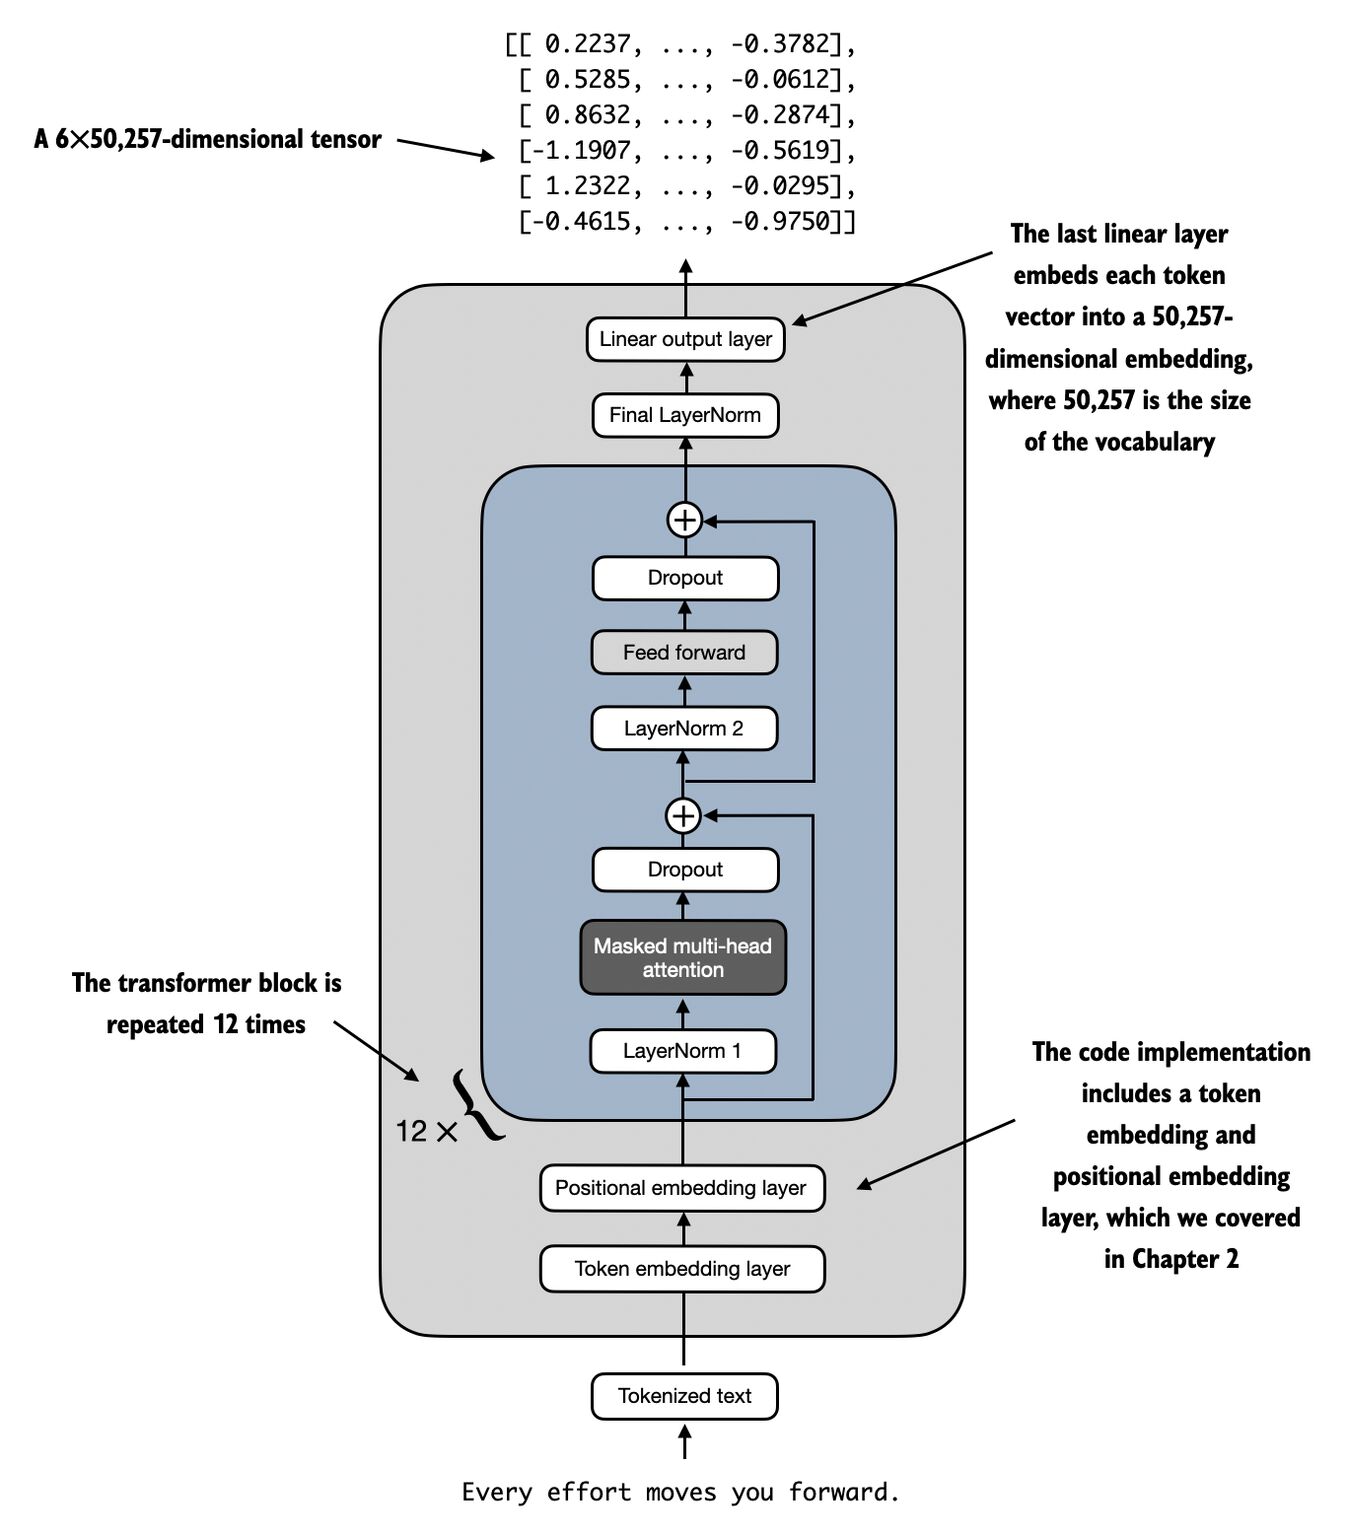 [[ 0.2237, ..., -0.3782],
[ 0.5285, ..., -0.0612],
[ 0.8632, ..., -0.2874],
[-1.1907, ..., -0.5619],
[ 1.2322, ..., -0.0295],
[-0.4615, ..., -0.9750]]
A 6×50,257-dimensional tensor
The last linear layer
embeds each token
vector into a 50,257-
dimensional embedding,
where 50,257 is the size
of the vocabulary
Linear output layer
Final LayerNorm
+
Dropout
Feed forward
LayerNorm 2
+
Dropout
Masked multi-head
attention
LayerNorm 1
The transformer block is
repeated 12 times
12 × {
The code implementation
includes a token
embedding and
positional embedding
layer, which we covered
in Chapter 2
Positional embedding layer
Token embedding layer
Tokenized text
Every effort moves you forward.